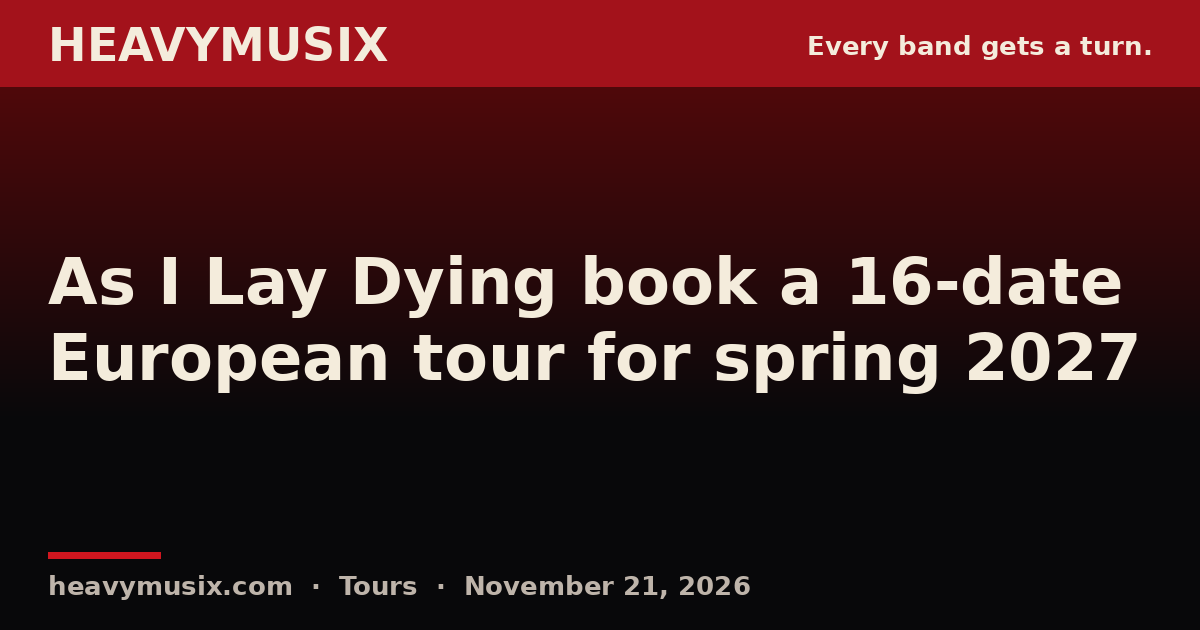 HEAVYMUSIX
Every band gets a turn.
As I Lay Dying book a 16-date
European tour for spring 2027
heavymusix.com · Tours · November 21, 2026